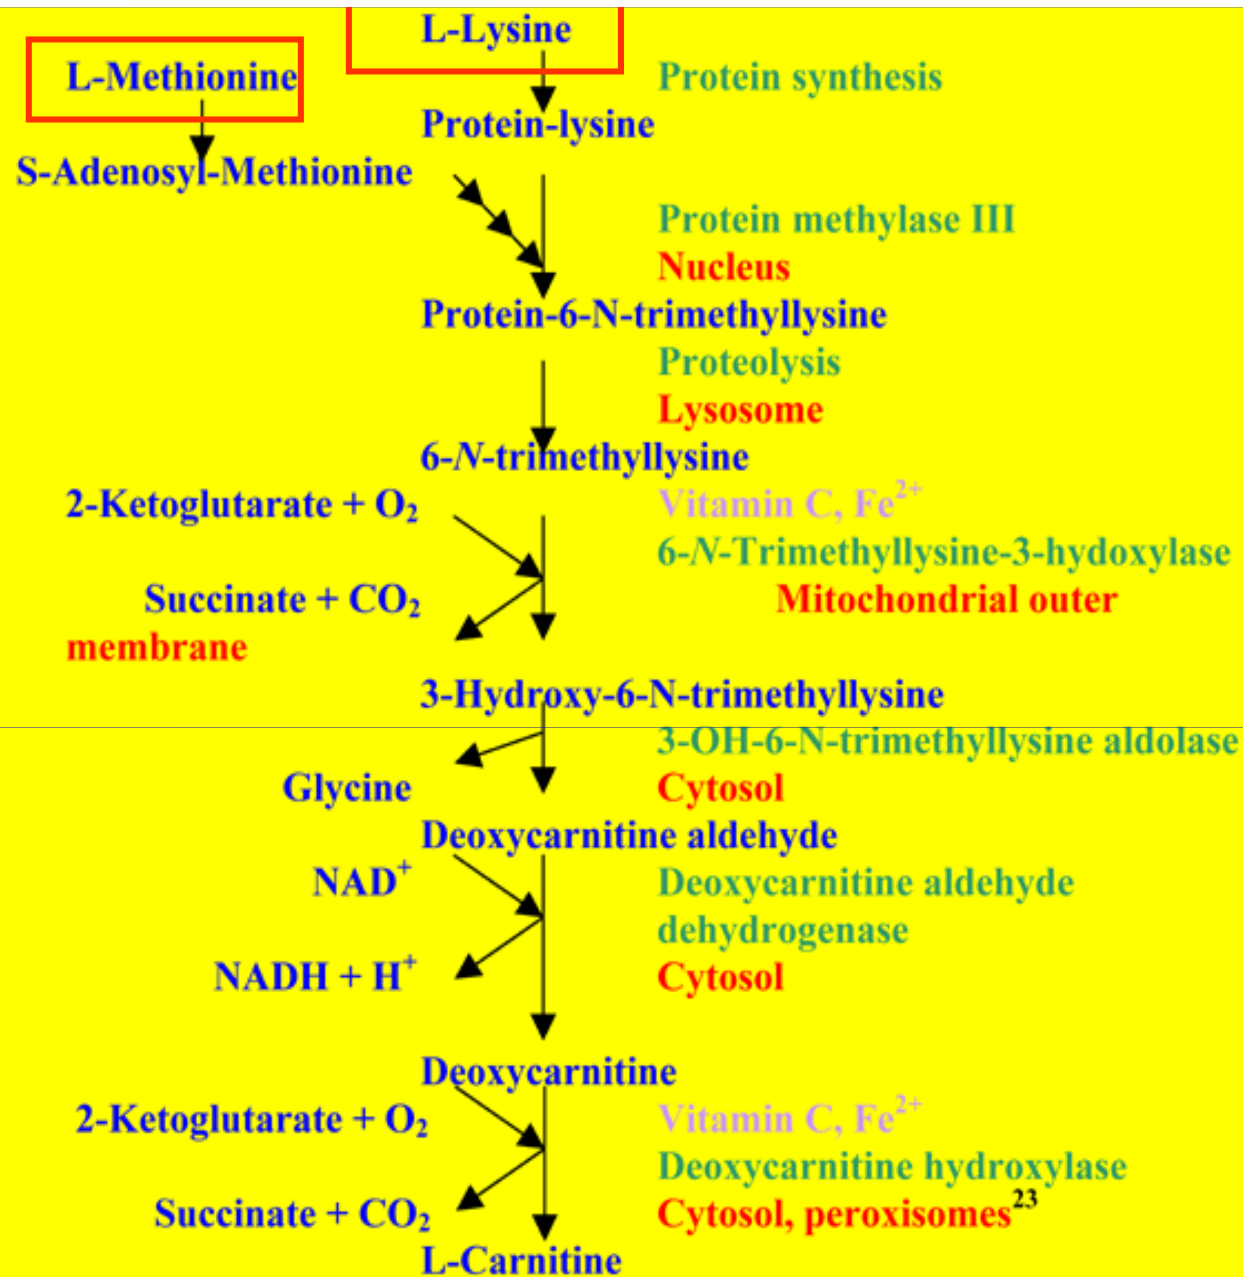 L-Lysine
L-Methionine Protein synthesis
Protein-lysine
S-Adenosyl-Methionine
Protein methylase III
Nucleus
Protein-6-N-trimethyllysine
Proteolysis
Lysosome
6-N-trimethyllysine
2-Ketoglutarate + O₂ Vitamin C, Fe²⁺
6-N-Trimethyllysine-3-hydoxylase
Succinate + CO₂ Mitochondrial outer
membrane
3-Hydroxy-6-N-trimethyllysine
3-OH-6-N-trimethyllysine aldolase
Glycine Cytosol
Deoxycarnitine aldehyde
NAD⁺ Deoxycarnitine aldehyde
dehydrogenase
NADH + H⁺ Cytosol
Deoxycarnitine
2-Ketoglutarate + O₂ Vitamin C, Fe²⁺
Deoxycarnitine hydroxylase
Succinate + CO₂ Cytosol, peroxisomes²³
L-Carnitine